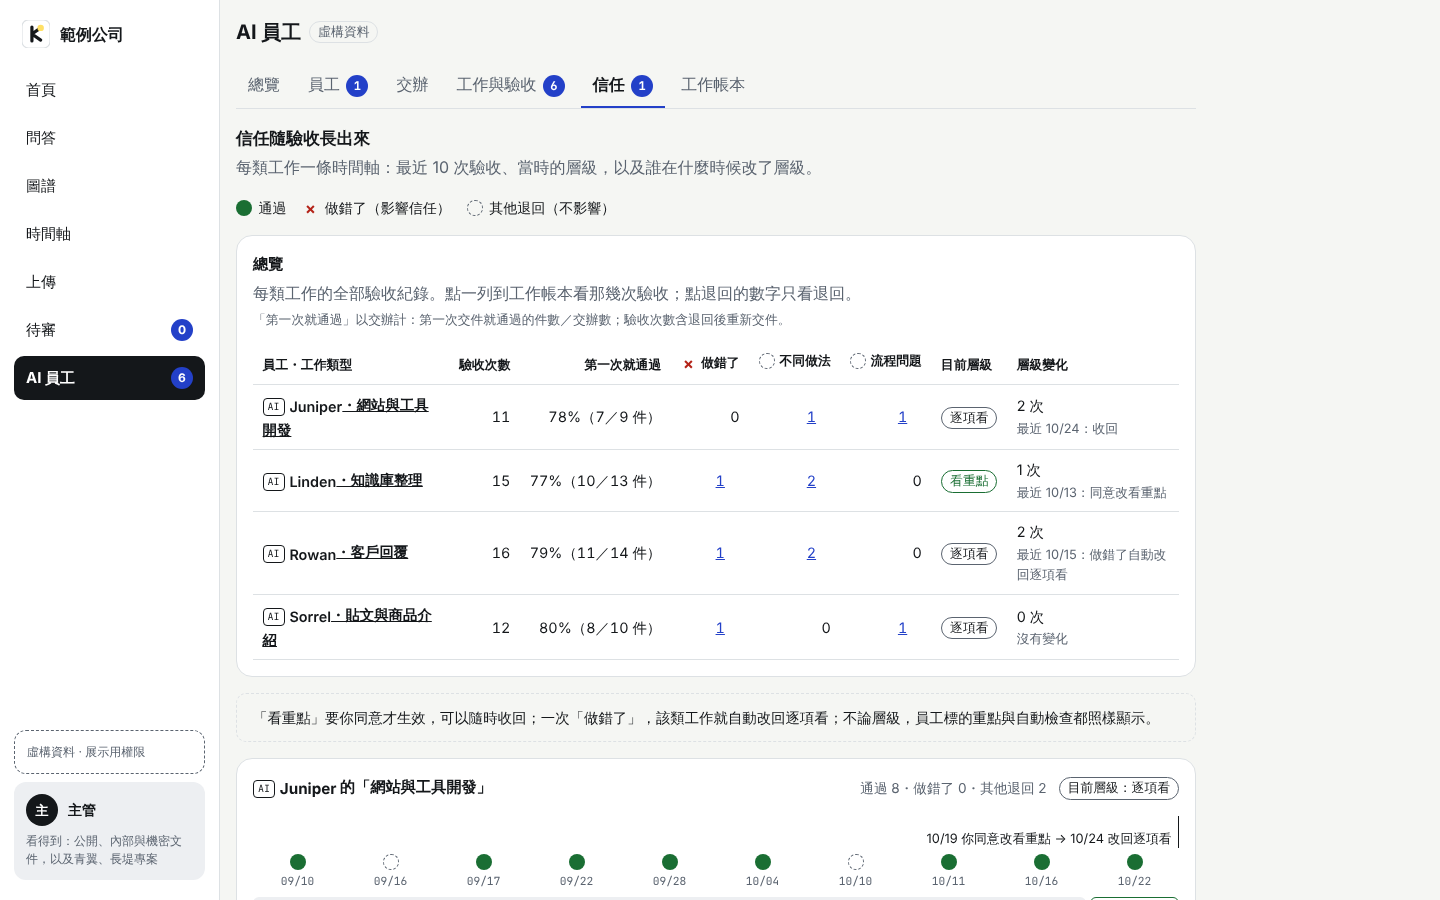 範例公司
首頁
問答
圖譜
時間軸
上傳
待審 0
AI 員工 6
虛構資料 · 展示用權限
主 主管
看得到：公開、內部與機密文
件，以及青翼、長堤專案
AI 員工 虛構資料
總覽 員工 1 交辦 工作與驗收 6 信任 1 工作帳本
信任隨驗收長出來
每類工作一條時間軸：最近 10 次驗收、當時的層級，以及誰在什麼時候改了層級。
通過 × 做錯了（影響信任） 其他退回（不影響）
總覽
每類工作的全部驗收紀錄。點一列到工作帳本看那幾次驗收；點退回的數字只看退回。
「第一次就通過」以交辦計：第一次交件就通過的件數／交辦數；驗收次數含退回後重新交件。
員工・工作類型 驗收次數 第一次就通過 × 做錯了 不同做法 流程問題 目前層級 層級變化
AI Juniper・網站與工具
開發 11 78%（7／9 件） 0 1 1 逐項看 2 次
最近 10/24：收回
AI Linden・知識庫整理 15 77%（10／13 件） 1 2 0 看重點 1 次
最近 10/13：同意改看重點
AI Rowan・客戶回覆 16 79%（11／14 件） 1 2 0 逐項看 2 次
最近 10/15：做錯了自動改
回逐項看
AI Sorrel・貼文與商品介
紹 12 80%（8／10 件） 1 0 1 逐項看 0 次
沒有變化
「看重點」要你同意才生效，可以隨時收回；一次「做錯了」，該類工作就自動改回逐項看；不論層級，員工標的重點與自動檢查都照樣顯示。
AI Juniper 的「網站與工具開發」 通過 8・做錯了 0・其他退回 2 目前層級：逐項看
10/19 你同意改看重點 → 10/24 改回逐項看
09/10 09/16 09/17 09/22 09/28 10/04 10/10 10/11 10/16 10/22